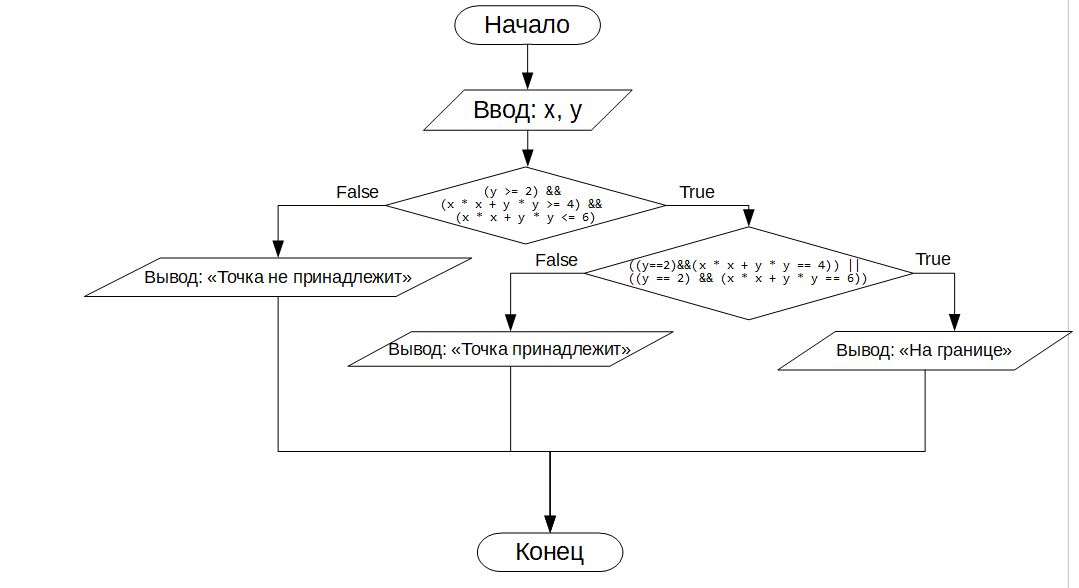 Начало
Ввод: x, y
False
(y >= 2) &&
(x * x + y * y >= 4) &&
(x * x + y * y <= 6)
True
Вывод: «Точка не принадлежит»
False
((y==2)&&(x * x + y * y == 4)) ||
((y == 2) && (x * x + y * y == 6))
True
Вывод: «Точка принадлежит»
Вывод: «На границе»
Конец